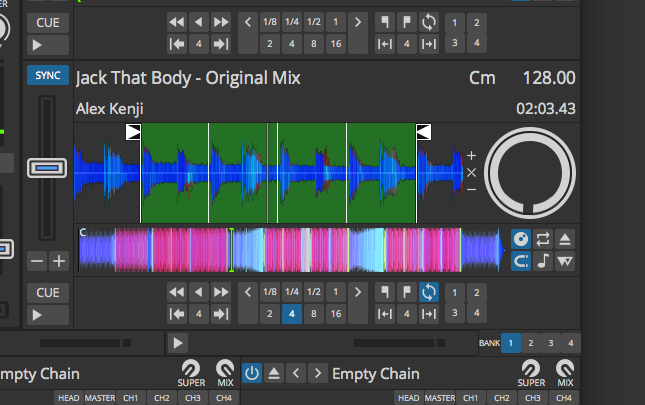 CUE
1/8 1/4 1/2 1
1 2
4
2 4 8 16
4
3 4
SYNC
Jack That Body - Original Mix Cm 128.00
Alex Kenji 02:03.43
+
×
−
C
− +
CUE
4
1/8 1/4 1/2 1
1 2
4
2 4 8 16
4
3 4
BANK 1 2 3 4
mpty Chain
SUPER MIX
Empty Chain
SUPER MIX
HEAD MASTER CH1 CH2 CH3 CH4
HEAD MASTER CH1 CH2 CH3 CH4